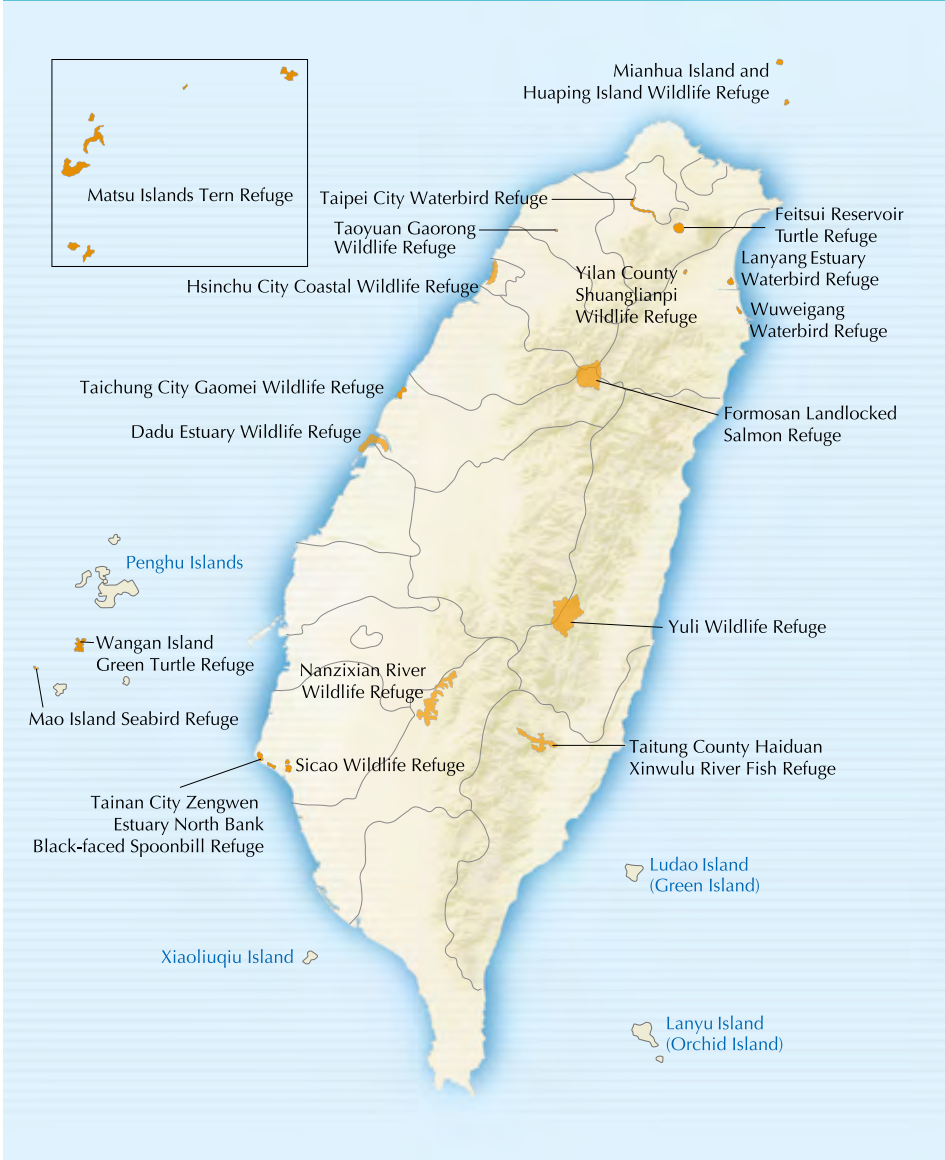 Mianhua Island and
Huaping Island Wildlife Refuge
Matsu Islands Tern Refuge
Taipei City Waterbird Refuge
Taoyuan Gaorong
Wildlife Refuge
Feitsui Reservoir
Turtle Refuge
Lanyang Estuary
Waterbird Refuge
Hsinchu City Coastal Wildlife Refuge
Yilan County
Shuanglianpi
Wildlife Refuge
Wuweigang
Waterbird Refuge
Taichung City Gaomei Wildlife Refuge
Formosan Landlocked
Salmon Refuge
Dadu Estuary Wildlife Refuge
Penghu Islands
Yuli Wildlife Refuge
Wangan Island
Green Turtle Refuge
Nanzixian River
Wildlife Refuge
Mao Island Seabird Refuge
Taitung County Haiduan
Xinwulu River Fish Refuge
Sicao Wildlife Refuge
Tainan City Zengwen
Estuary North Bank
Black-faced Spoonbill Refuge
Ludao Island
(Green Island)
Xiaoliuqiu Island
Lanyu Island
(Orchid Island)